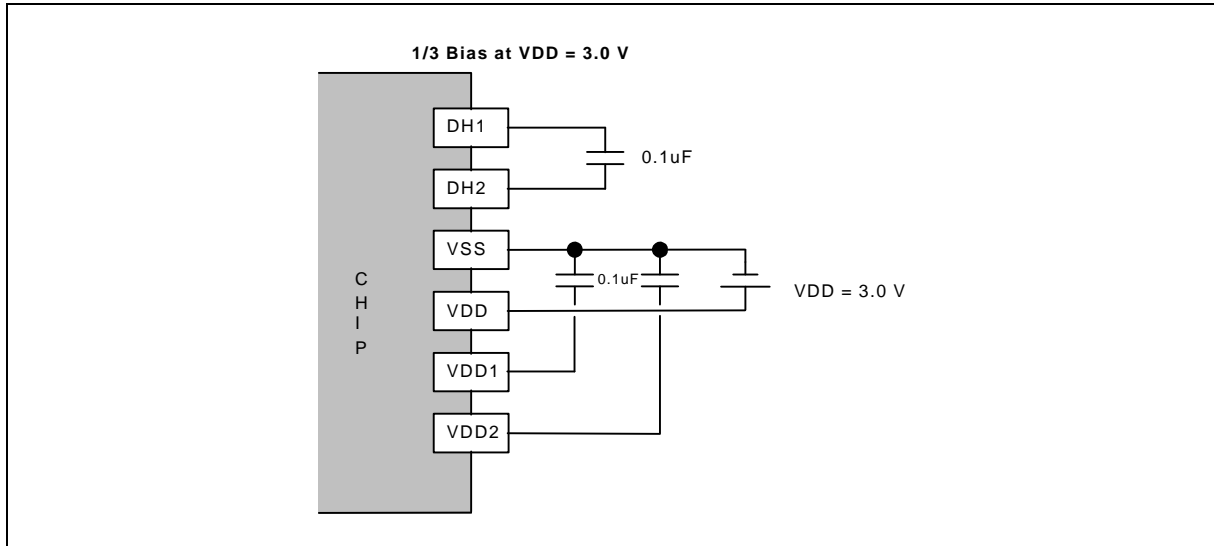 1/3 Bias at VDD = 3.0 V
DH1
0.1uF
DH2
VSS
C
H
I
P
0.1uF
VDD = 3.0 V
VDD
VDD1
VDD2